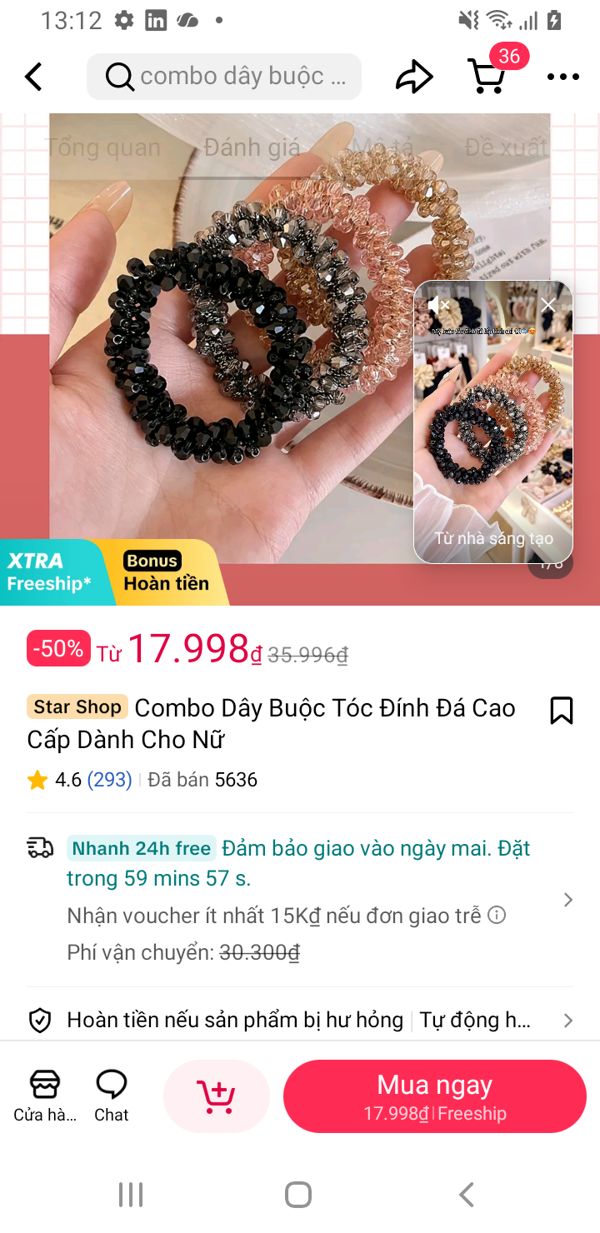 13:12
36
combo dây buộc ...
Tổng quan
Đánh giá
Mô tả
Đề xuất
Từ nhà sáng tạo
1/8
XTRA
Freeship*
Bonus
Hoàn tiền
-50% Từ 17.998₫ 35.996₫
Star Shop Combo Dây Buộc Tóc Đính Đá Cao
Cấp Dành Cho Nữ
4.6 (293) Đã bán 5636
Nhanh 24h free Đảm bảo giao vào ngày mai. Đặt
trong 59 mins 57 s.
Nhận voucher ít nhất 15K₫ nếu đơn giao trễ
Phí vận chuyển: 30.300₫
Hoàn tiền nếu sản phẩm bị hư hỏng Tự động h...
Mua ngay
17.998₫ Freeship
Cửa hà...
Chat